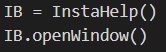 IB = InstaHelp()
IB.openWindow()